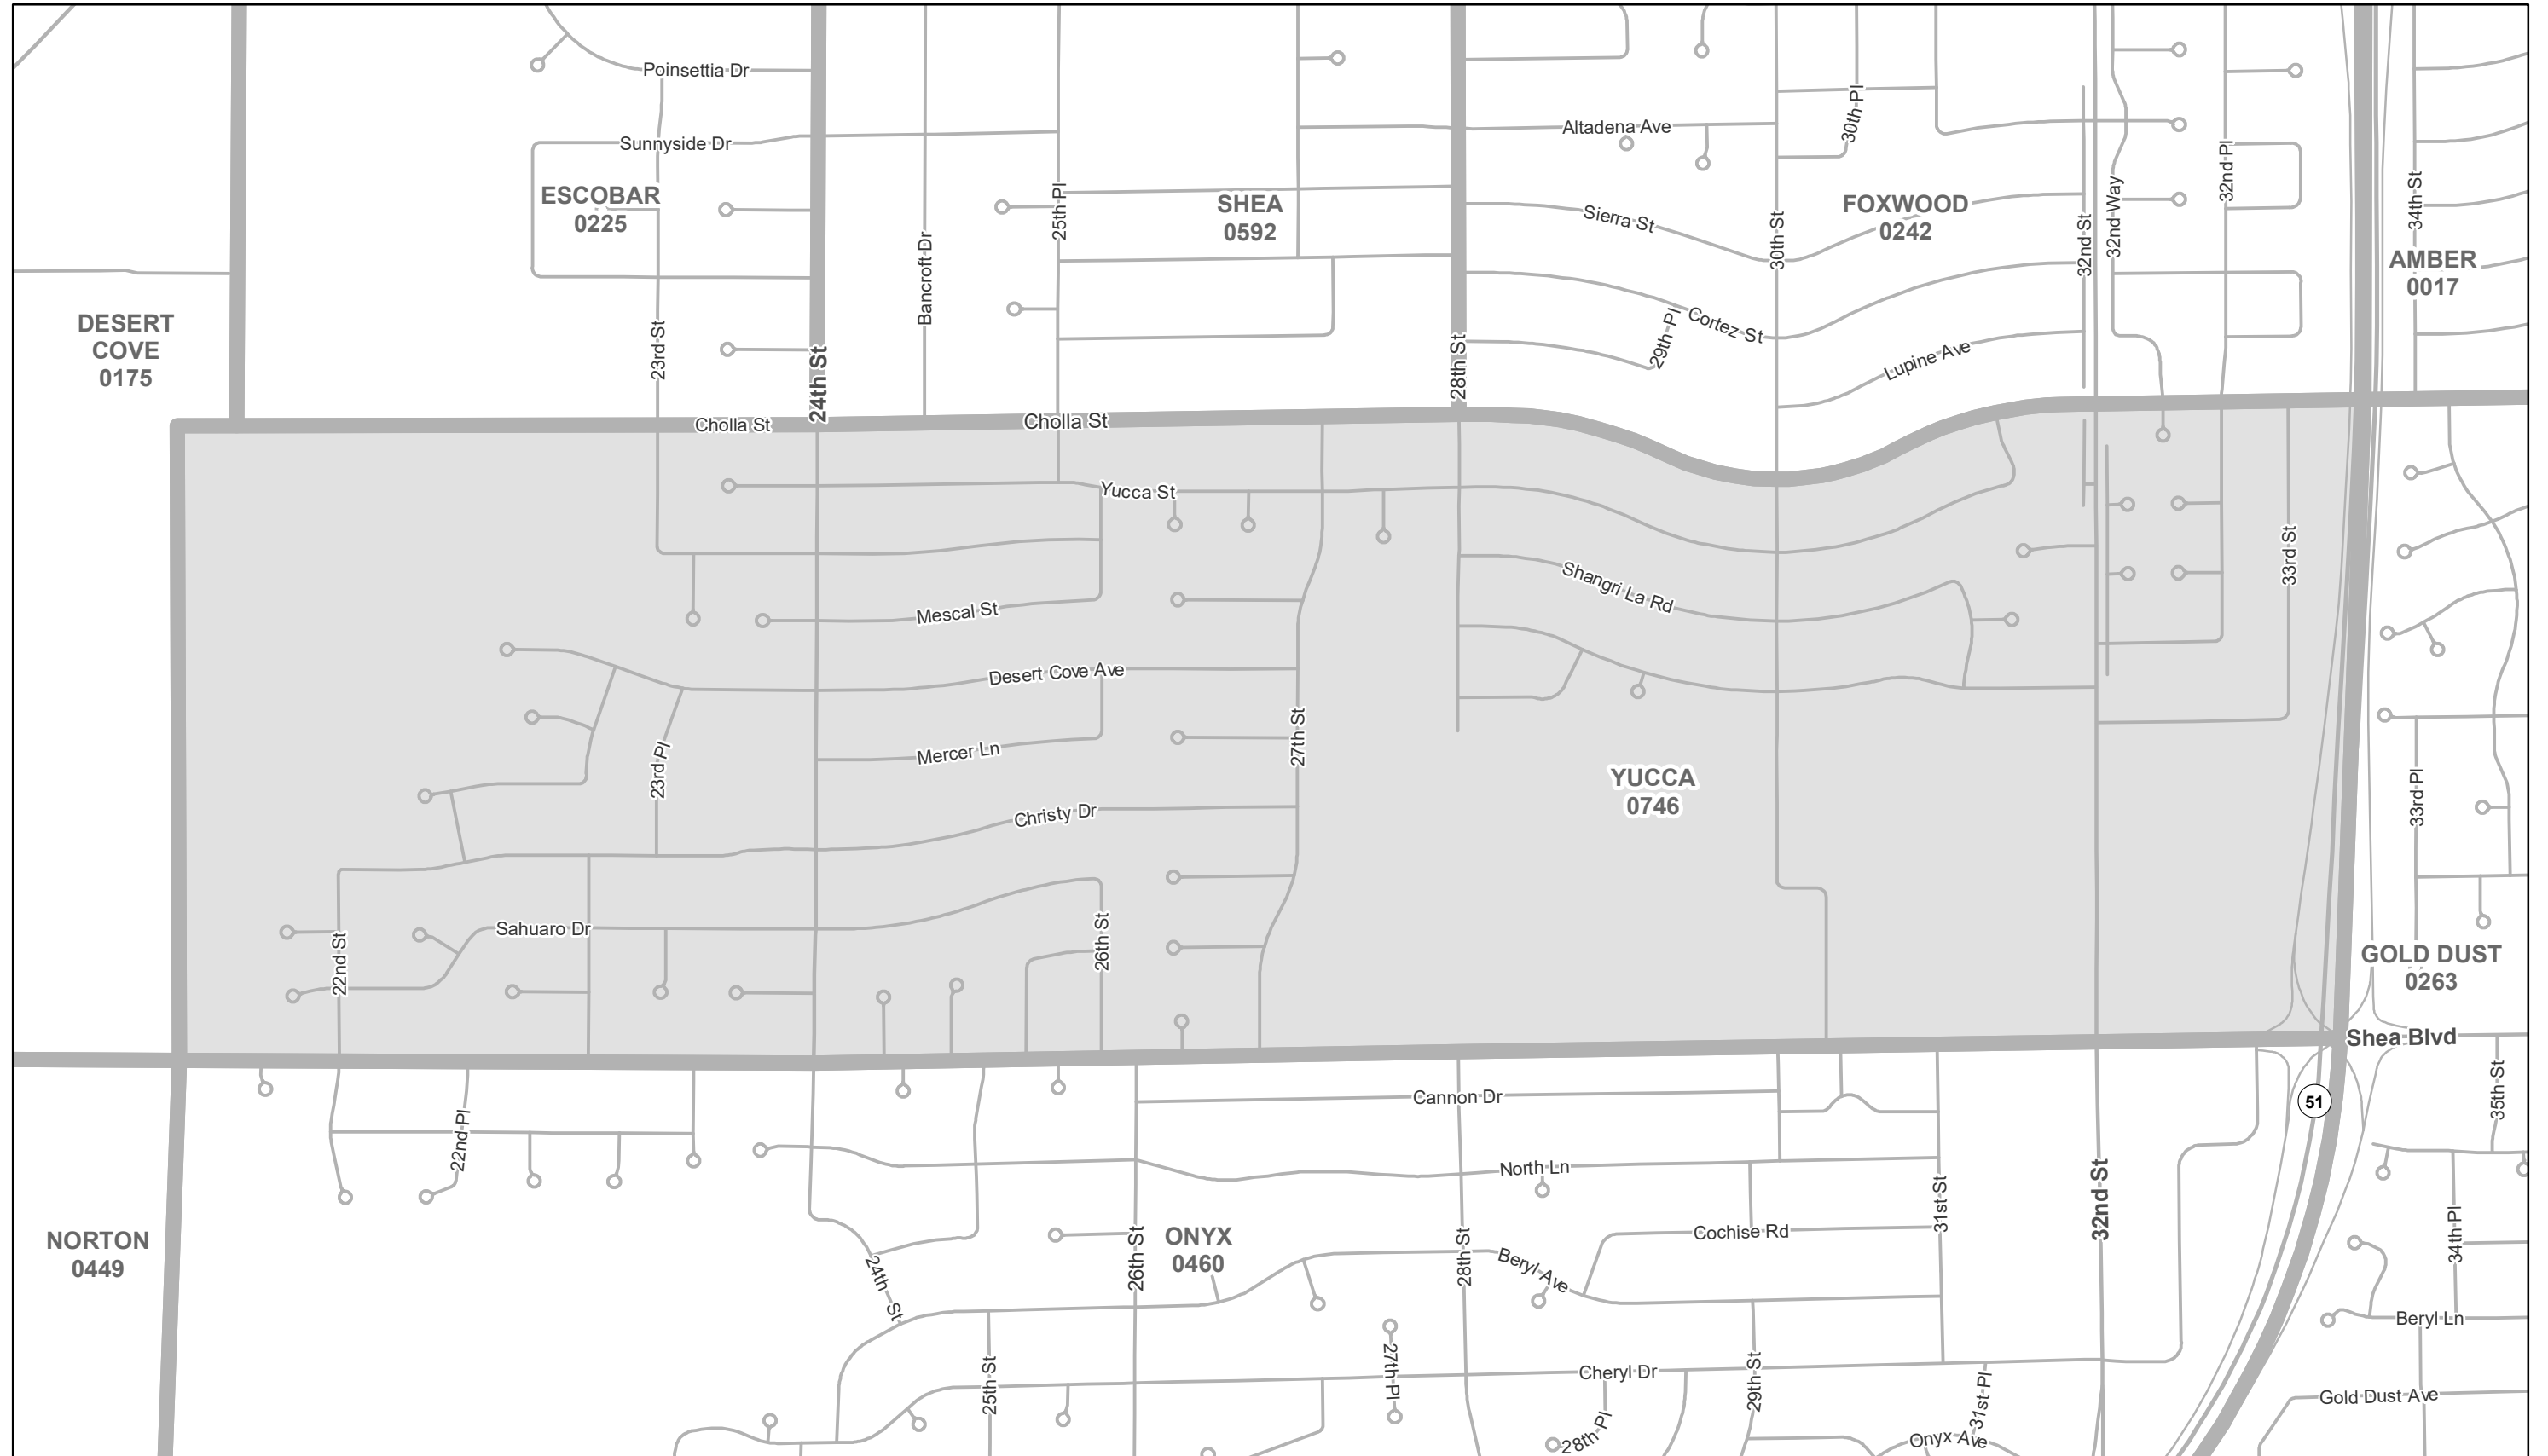 Poinsettia Dr
Sunnyside Dr
ESCOBAR
0225
23rd St
24th St
Bancroft Dr
25th Pl
SHEA
0592
28th St
Altadena Ave
30th Pl
Sierra St
30th St
FOXWOOD
0242
32nd St
32nd Way
32nd Pl
34th St
AMBER
0017
DESERT
COVE
0175
29th Pl
Cortez St
Lupine Ave
Cholla St
Cholla St
Yucca St
Mescal St
Shangri La Rd
33rd St
Desert Cove Ave
Mercer Ln
23rd Pl
27th St
Christy Dr
YUCCA
0746
33rd Pl
Sahuaro Dr
22nd St
26th St
GOLD DUST
0263
Shea Blvd
51
35th St
Cannon Dr
22nd Pl
North Ln
31st St
32nd St
NORTON
0449
ONYX
0460
24th St
26th St
28th St
Beryl Ave
Cochise Rd
34th Pl
Beryl Ln
25th St
27th Pl
Cheryl Dr
29th St
31st Pl
28th Pl
Onyx Ave
Gold Dust Ave